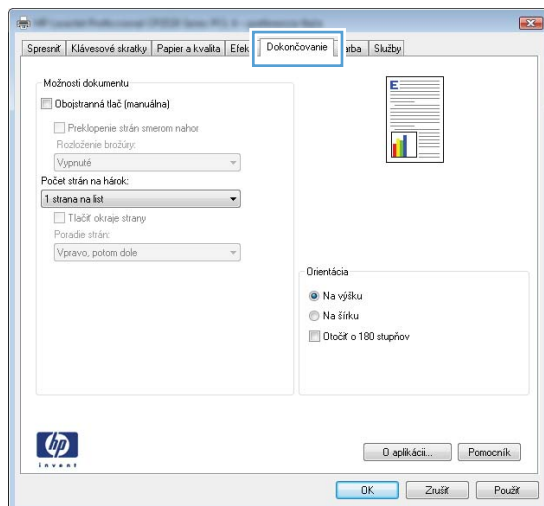 Spresniť Klávesové skratky Papier a kvalita Efek Dokončovanie arba Služby
Možnosti dokumentu
Obojstranná tlač (manuálna)
Preklopenie strán smerom nahor
Rozloženie brožúry:
Vypnuté
Počet strán na hárok:
1 strana na list
Tlačiť okraje strany
Poradie strán:
Vpravo, potom dole
E
Orientácia
Na výšku
Na šírku
Otočiť o 180 stupňov
hp
invent
O aplikácii... Pomocník
OK Zrušiť Použiť